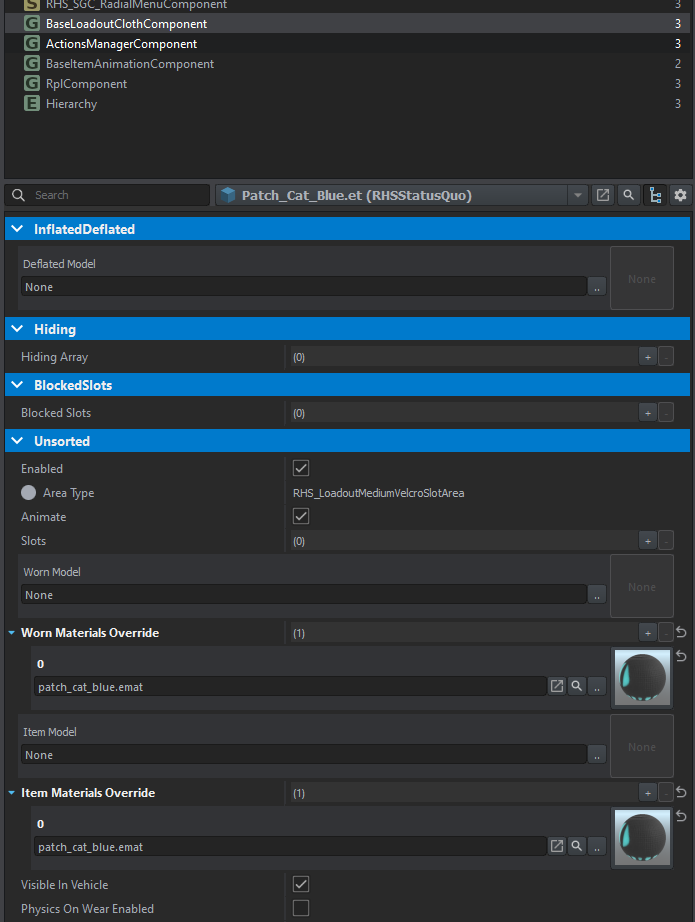 S RHS_SGC_RadialMenuComponent 3
G BaseLoadoutClothComponent 3
G ActionsManagerComponent 3
G BaseItemAnimationComponent 2
G RplComponent 3
E Hierarchy 3
Search Patch_Cat_Blue.et (RHSStatusQuo)
InflatedDeflated
Deflated Model
None .. None
Hiding
Hiding Array (0) + -
BlockedSlots
Blocked Slots (0) + -
Unsorted
Enabled
Area Type RHS_LoadoutMediumVelcroSlotArea
Animate
Slots (0) + -
Worn Model
None .. None
Worn Materials Override (1) + -
0
patch_cat_blue.emat ..
Item Model
None .. None
Item Materials Override (1) + -
0
patch_cat_blue.emat ..
Visible In Vehicle
Physics On Wear Enabled